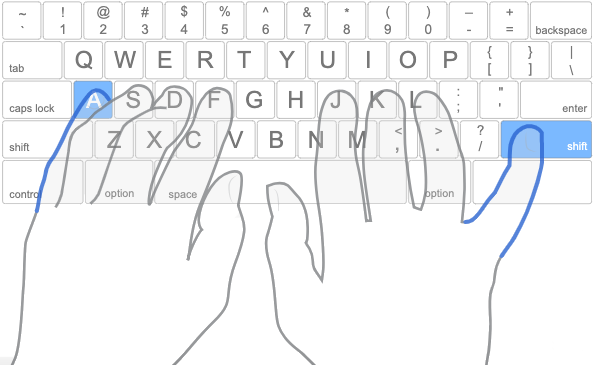 ~ ! @ # $ % ^ & * ( ) – +
` 1 2 3 4 5 6 7 8 9 0 - = backspace
tab Q W E R T Y U I O P { [ } ] | \
caps lock A S D F G H J K L : ; " ' enter
shift Z X C V B N M < , > . ? / shift
contro option space option